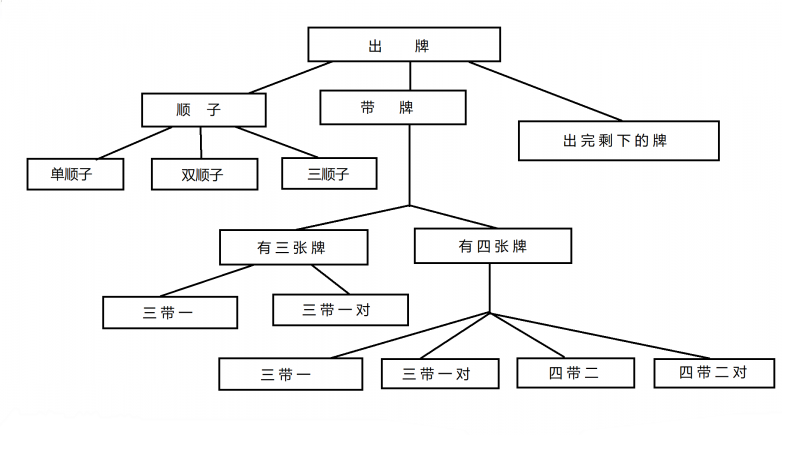 出 牌
顺 子
带 牌
出完剩下的牌
单顺子
双顺子
三顺子
有三张牌
有四张牌
三带一
三带一对
三带一
三带一对
四带二
四带二对